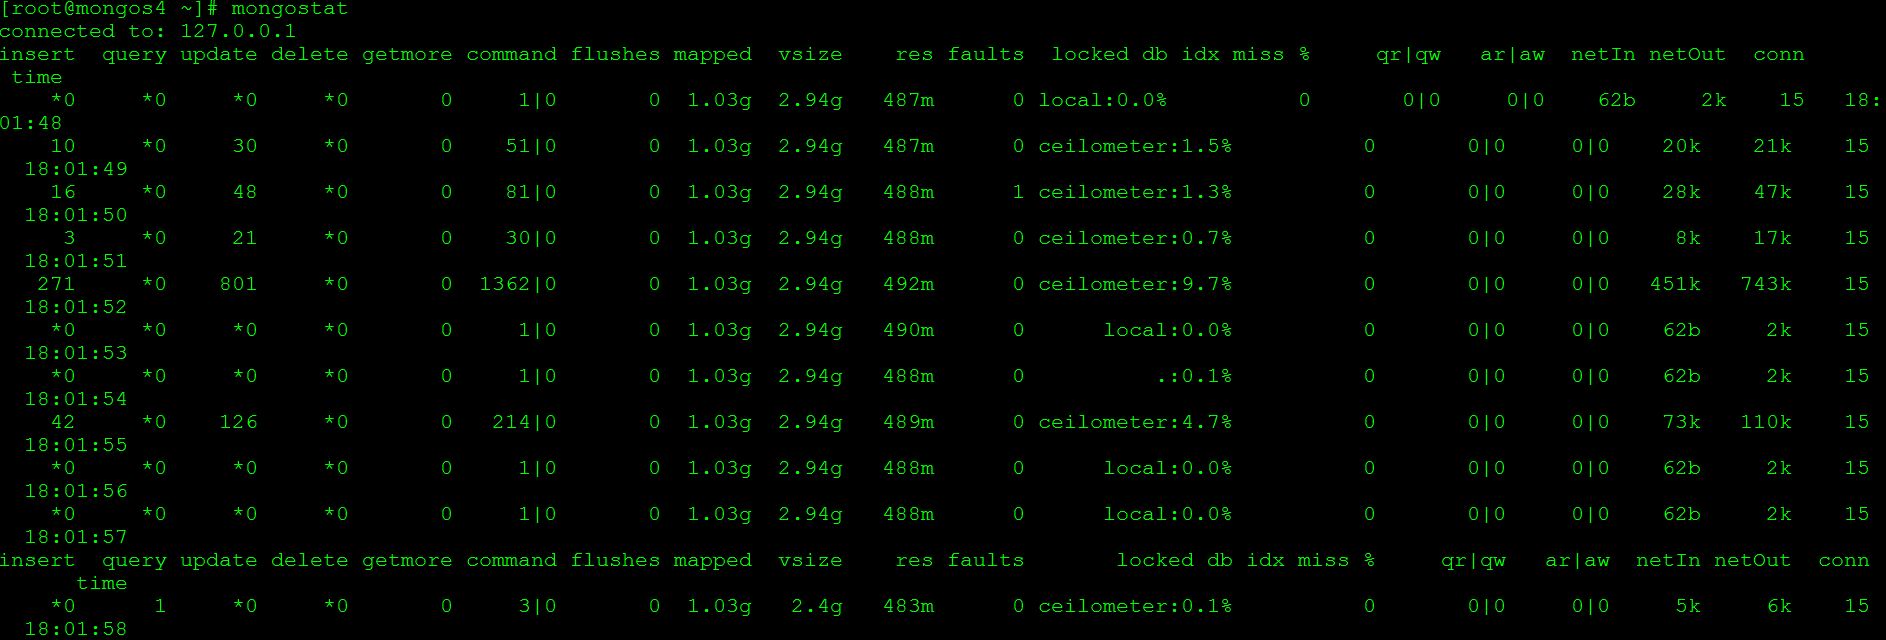 [root@mongos4 ~]# mongostat
connected to: 127.0.0.1
insert  query update delete getmore command flushes mapped  vsize    res faults  locked db idx miss %     qr|qw   ar|aw  netIn netOut  conn
 time
    *0     *0     *0     *0       0     1|0       0  1.03g  2.94g   487m      0 local:0.0%          0       0|0     0|0    62b     2k    15   18:
01:48
    10     *0     30     *0       0    51|0       0  1.03g  2.94g   487m      0 ceilometer:1.5%          0       0|0     0|0    20k    21k    15
  18:01:49
    16     *0     48     *0       0    81|0       0  1.03g  2.94g   488m      1 ceilometer:1.3%          0       0|0     0|0    28k    47k    15
  18:01:50
     3     *0     21     *0       0    30|0       0  1.03g  2.94g   488m      0 ceilometer:0.7%          0       0|0     0|0     8k    17k    15
  18:01:51
   271     *0    801     *0       0  1362|0       0  1.03g  2.94g   492m      0 ceilometer:9.7%          0       0|0     0|0   451k   743k    15
  18:01:52
    *0     *0     *0     *0       0     1|0       0  1.03g  2.94g   490m      0      local:0.0%          0       0|0     0|0    62b     2k    15
  18:01:53
    *0     *0     *0     *0       0     1|0       0  1.03g  2.94g   488m      0          .:0.1%          0       0|0     0|0    62b     2k    15
  18:01:54
    42     *0    126     *0       0   214|0       0  1.03g  2.94g   489m      0 ceilometer:4.7%          0       0|0     0|0    73k   110k    15
  18:01:55
    *0     *0     *0     *0       0     1|0       0  1.03g  2.94g   488m      0      local:0.0%          0       0|0     0|0    62b     2k    15
  18:01:56
    *0     *0     *0     *0       0     1|0       0  1.03g  2.94g   488m      0      local:0.0%          0       0|0     0|0    62b     2k    15
  18:01:57
insert  query update delete getmore command flushes mapped  vsize    res faults       locked db idx miss %     qr|qw   ar|aw  netIn netOut  conn
      time
    *0      1     *0     *0       0     3|0       0  1.03g   2.4g   483m      0 ceilometer:0.1%          0       0|0     0|0     5k     6k    15
  18:01:58